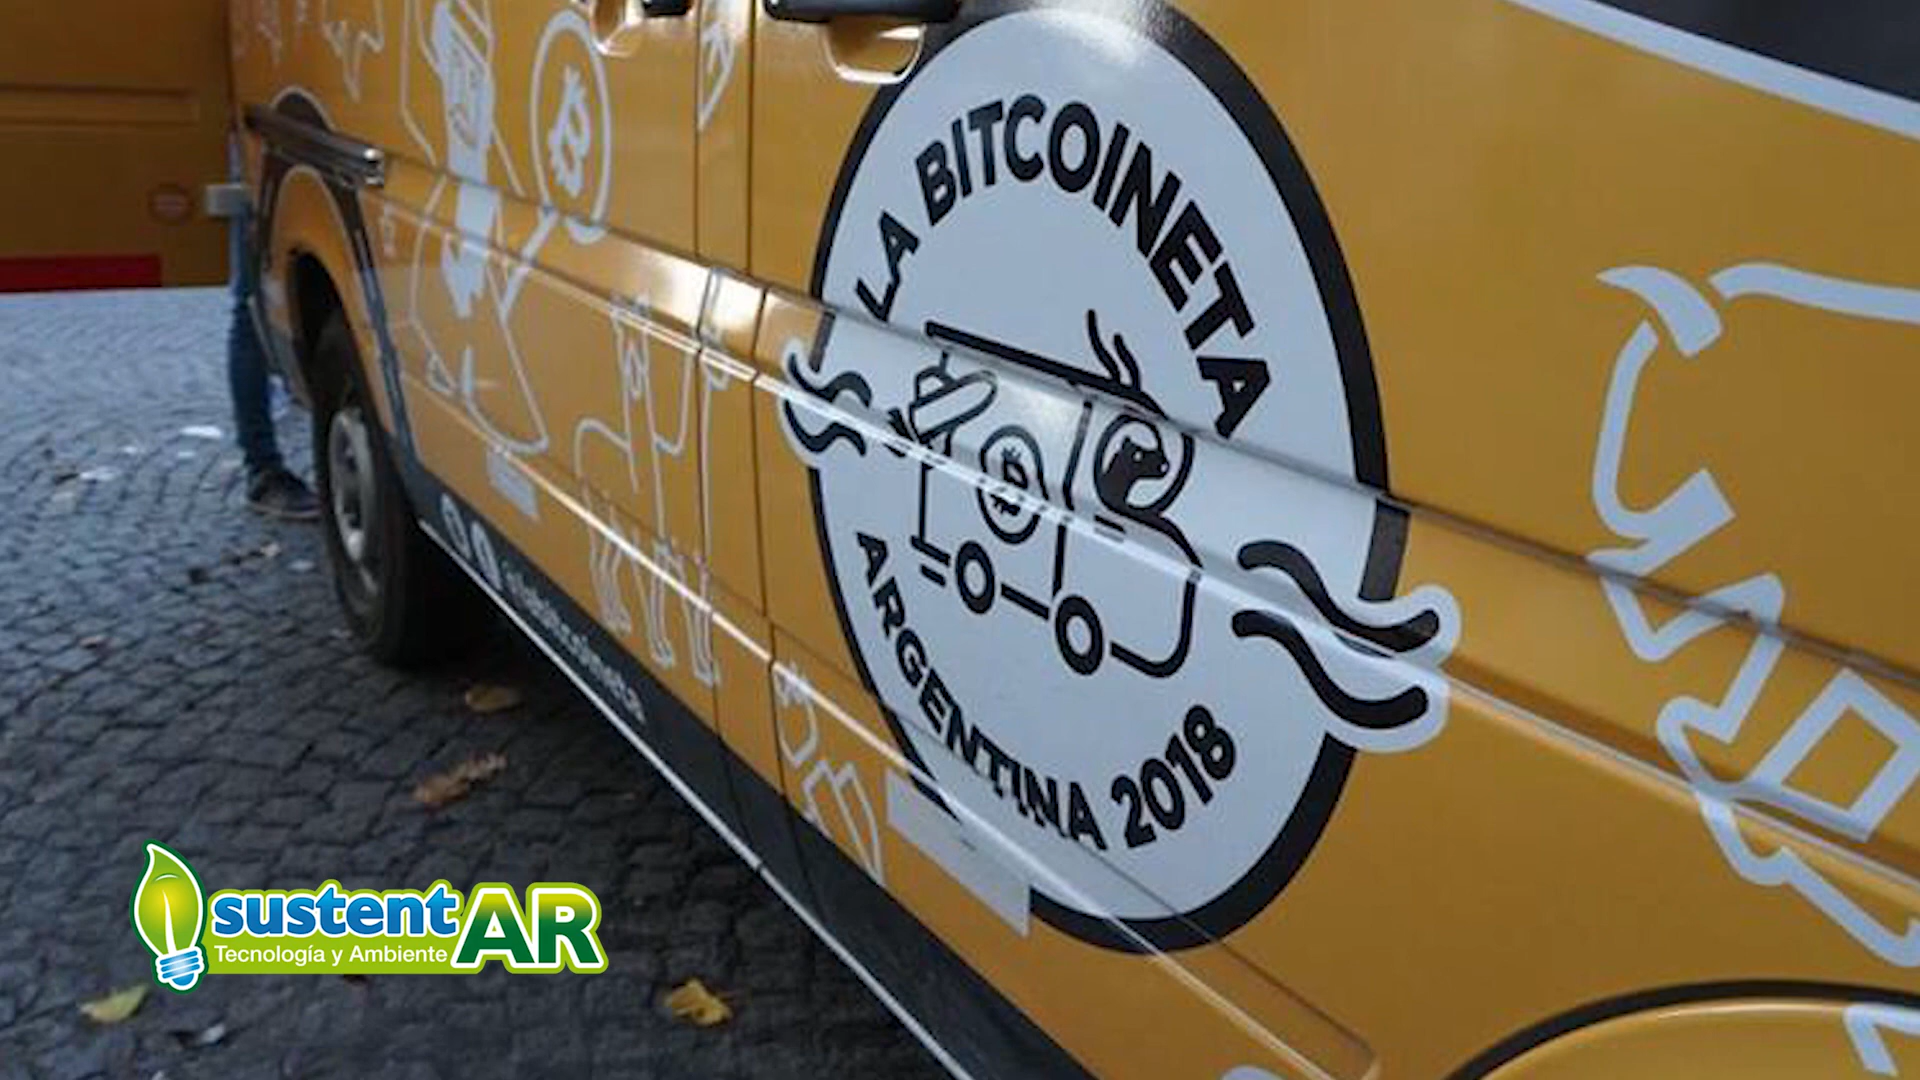 LA BITCOINETA
ARGENTINA 2018
sustentAR
Tecnología y Ambiente